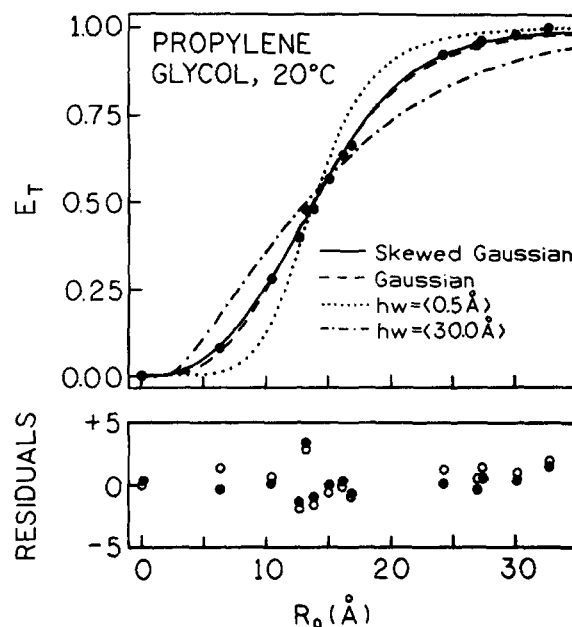 1.00
PROPYLENE
GLYCOL, 20°C
0.75
E_T
0.50
Skewed Gaussian
Gaussian
0.25
hw=⟨0.5Å⟩
hw=⟨30.0Å⟩
0.00
+5
RESIDUALS
0
-5
0 10 20 30
R₀ (Å)